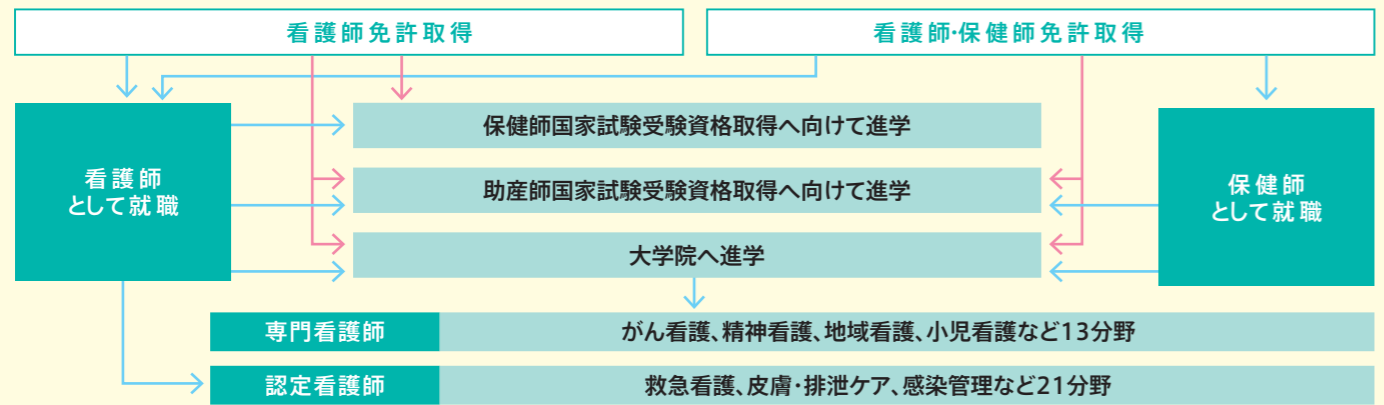 看護師免許取得
看護師・保健師免許取得
看護師
として就職
保健師国家試験受験資格取得へ向けて進学
助産師国家試験受験資格取得へ向けて進学
大学院へ進学
保健師
として就職
専門看護師
がん看護、精神看護、地域看護、小児看護など13分野
認定看護師
救急看護、皮膚・排泄ケア、感染管理など21分野